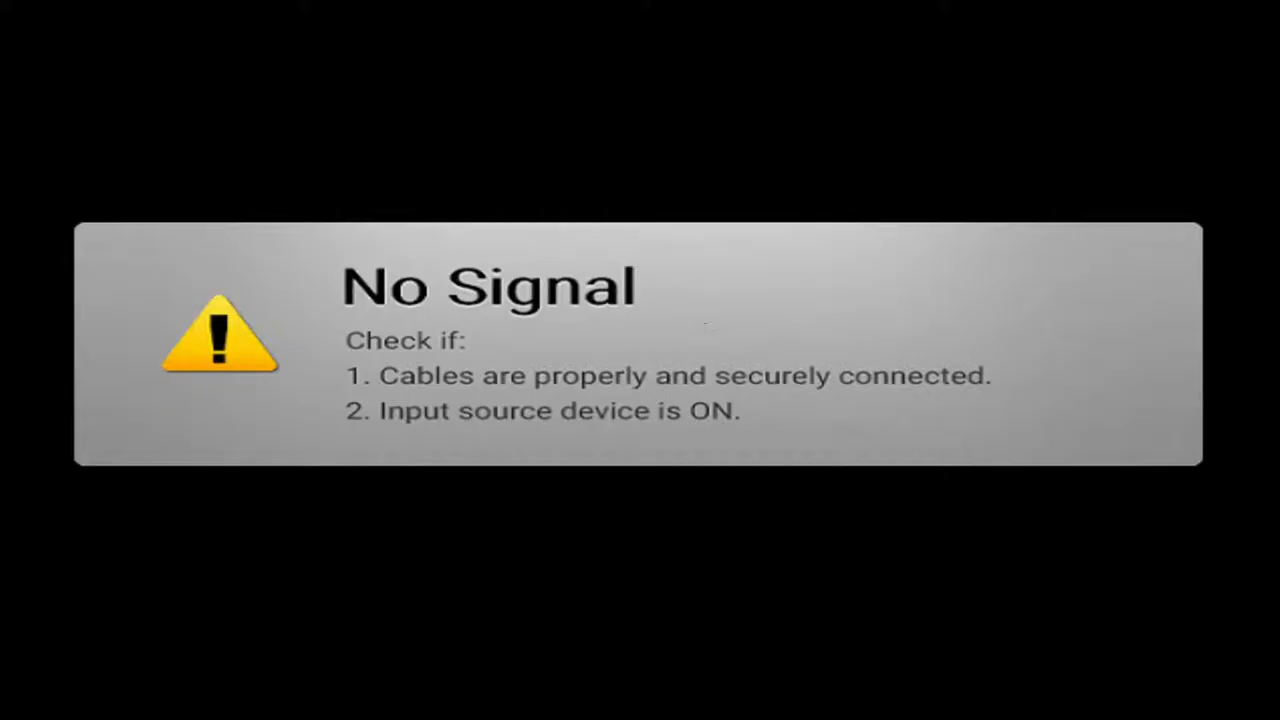 No Signal
Check if:
1. Cables are properly and securely connected.
2. Input source device is ON.